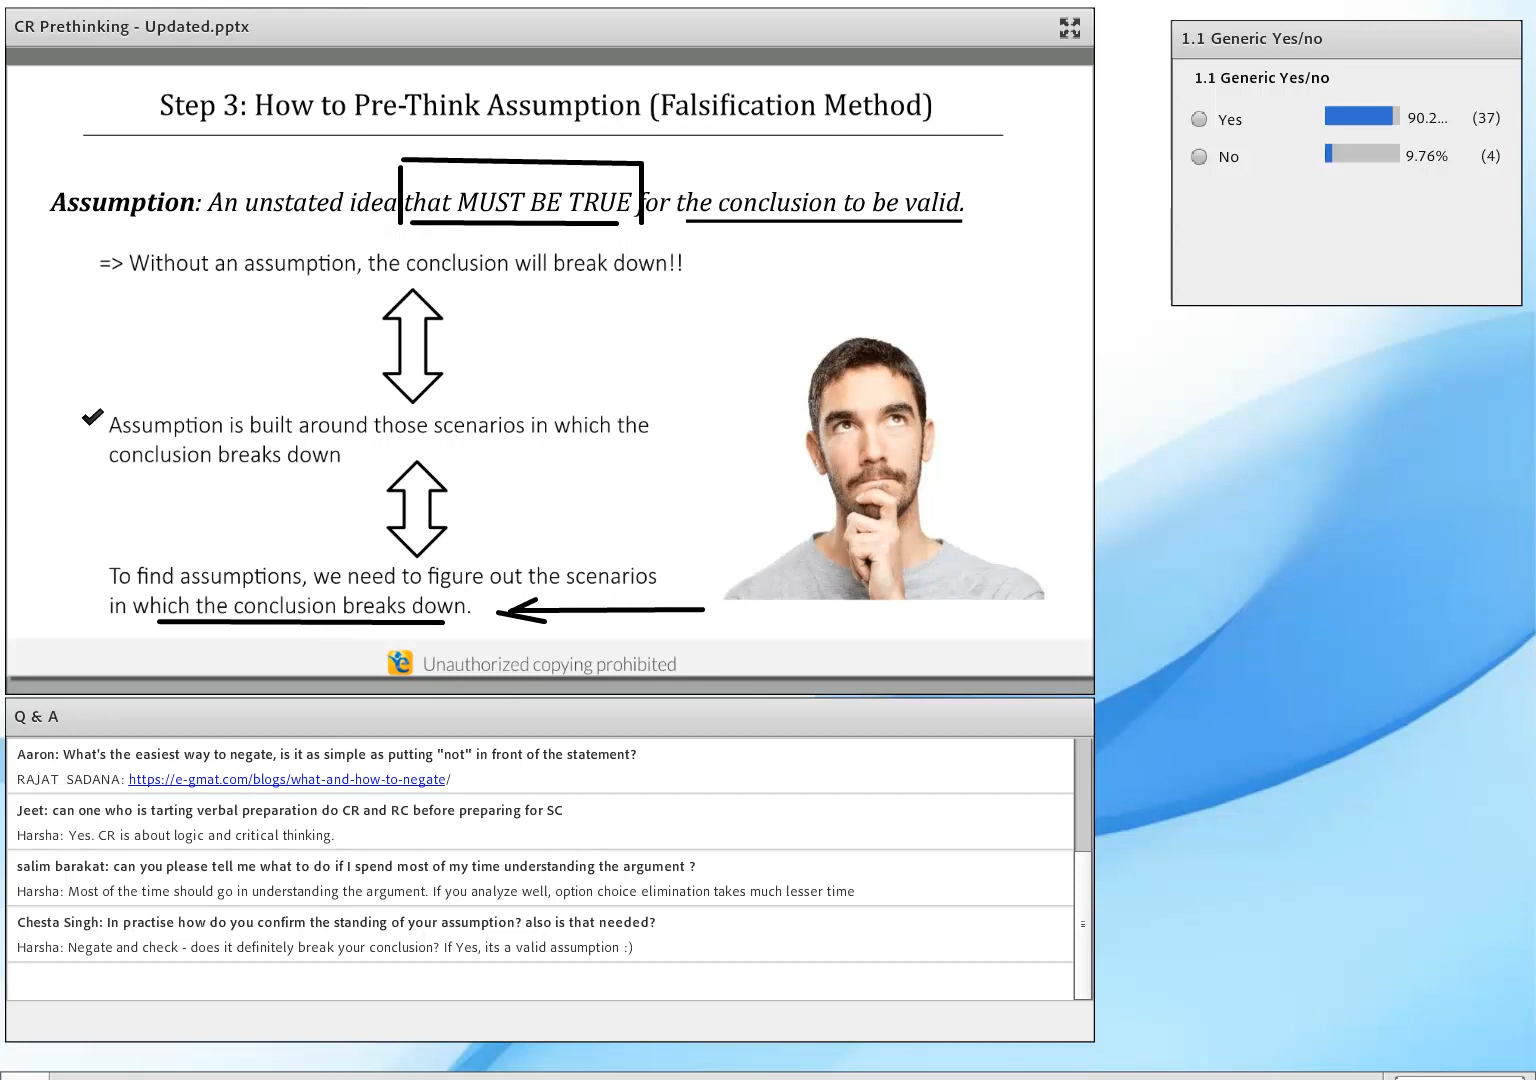 CR Prethinking - Updated.pptx
Step 3: How to Pre-Think Assumption (Falsification Method)
Assumption: An unstated idea that MUST BE TRUE for the conclusion to be valid.
=> Without an assumption, the conclusion will break down!!
Assumption is built around those scenarios in which the
conclusion breaks down
To find assumptions, we need to figure out the scenarios
in which the conclusion breaks down.
Unauthorized copying prohibited
1.1 Generic Yes/no
1.1 Generic Yes/no
Yes 90.2... (37)
No 9.76% (4)
Q & A
Aaron: What's the easiest way to negate, is it as simple as putting "not" in front of the statement?
RAJAT SADANA: https://e-gmat.com/blogs/what-and-how-to-negate/
Jeet: can one who is tarting verbal preparation do CR and RC before preparing for SC
Harsha: Yes. CR is about logic and critical thinking.
salim barakat: can you please tell me what to do if I spend most of my time understanding the argument ?
Harsha: Most of the time should go in understanding the argument. If you analyze well, option choice elimination takes much lesser time
Chesta Singh: In practise how do you confirm the standing of your assumption? also is that needed?
Harsha: Negate and check - does it definitely break your conclusion? If Yes, its a valid assumption :)